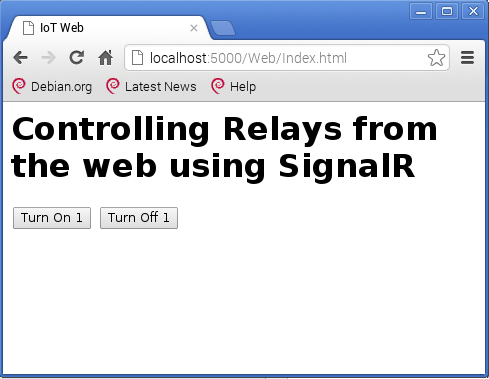 IoT Web
localhost:5000/Web/Index.html
Debian.org Latest News Help
Controlling Relays from
the web using SignalR
Turn On 1 Turn Off 1